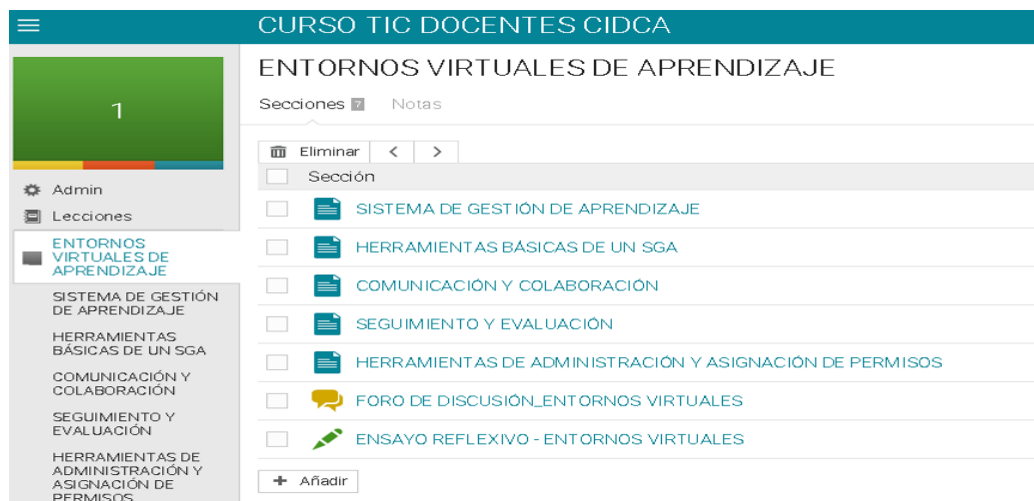 CURSO TIC DOCENTES CIDCA
1
Admin
Lecciones
ENTORNOS
VIRTUALES DE
APRENDIZAJE
SISTEMA DE GESTIÓN
DE APRENDIZAJE
HERRAMIENTAS
BÁSICAS DE UN SGA
COMUNICACIÓN Y
COLABORACIÓN
SEGUIMIENTO Y
EVALUACIÓN
HERRAMIENTAS DE
ADMINISTRACIÓN Y
ASIGNACIÓN DE
PERMISOS
ENTORNOS VIRTUALES DE APRENDIZAJE
Secciones 7 Notas
Eliminar < >
Sección
SISTEMA DE GESTIÓN DE APRENDIZAJE
HERRAMIENTAS BÁSICAS DE UN SGA
COMUNICACIÓN Y COLABORACIÓN
SEGUIMIENTO Y EVALUACIÓN
HERRAMIENTAS DE ADMINISTRACIÓN Y ASIGNACIÓN DE PERMISOS
FORO DE DISCUSIÓN_ENTORNOS VIRTUALES
ENSAYO REFLEXIVO - ENTORNOS VIRTUALES
+ Añadir